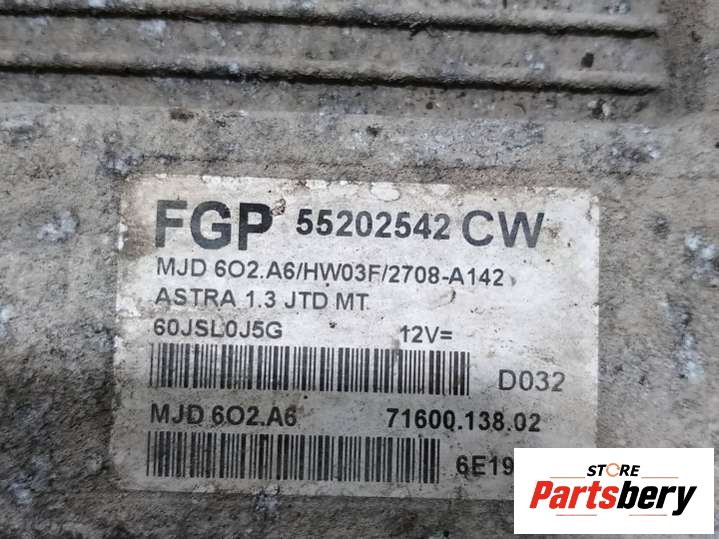 FGP 55202542 CW
MJD 6O2.A6/HW03F/2708-A142
ASTRA 1.3 JTD MT
60JSL0J5G 12V=
D032
MJD 6O2.A6 71600.138.02
6E19
STORE
Partsbery